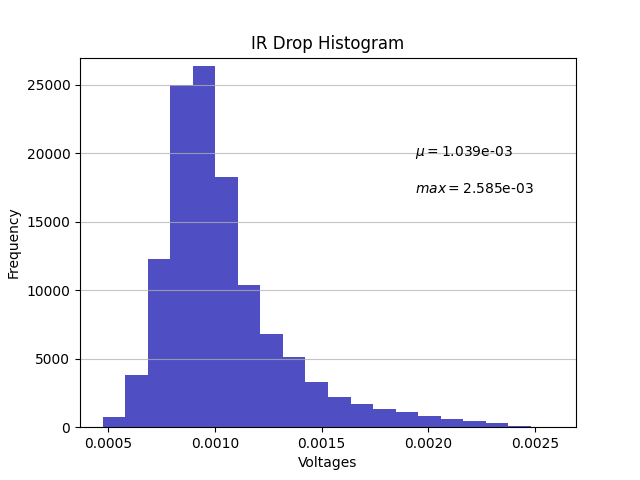 IR Drop Histogram
25000
20000
15000
10000
5000
0
Frequency
μ = 1.039e-03
max = 2.585e-03
0.0005 0.0010 0.0015 0.0020 0.0025
Voltages